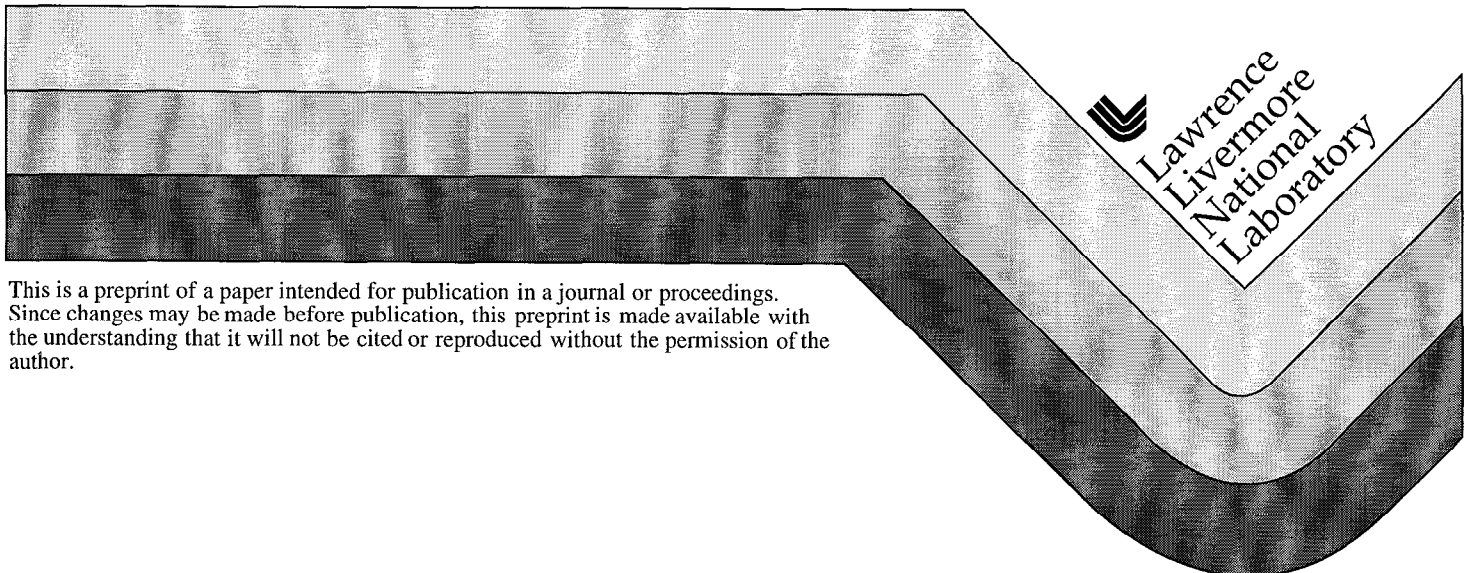 Lawrence
Livermore
National
Laboratory
This is a preprint of a paper intended for publication in a journal or proceedings.
Since changes may be made before publication, this preprint is made available with
the understanding that it will not be cited or reproduced without the permission of the
author.